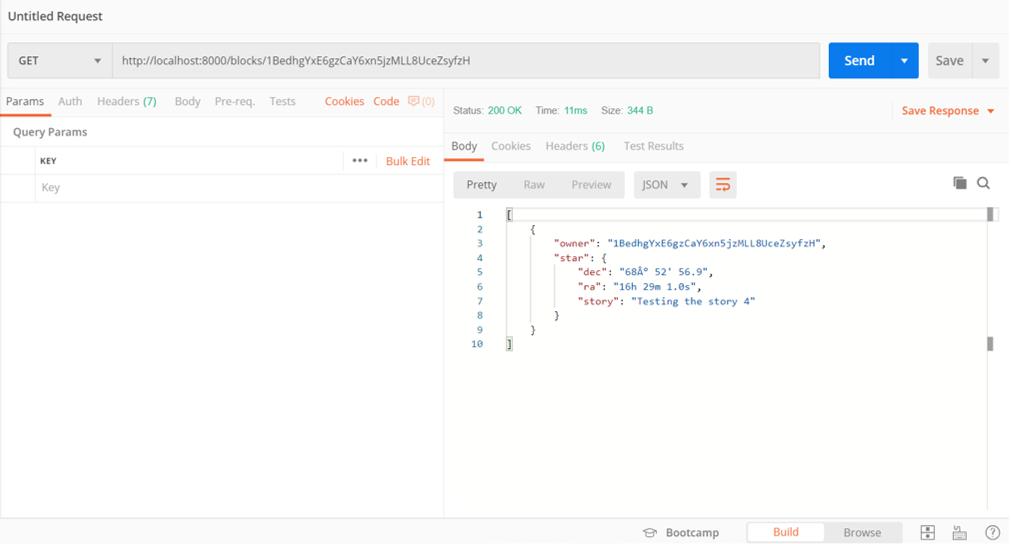 Untitled Request
GET http://localhost:8000/blocks/1BedhgYxE6gzCaY6xn5jzMLL8UceZsyfzH Send Save
Params Auth Headers (7) Body Pre-req. Tests Cookies Code (0)
Query Params
KEY ••• Bulk Edit
Key
Status: 200 OK Time: 11ms Size: 344 B Save Response
Body Cookies Headers (6) Test Results
Pretty Raw Preview JSON
1 [
2 {
3 "owner": "1BedhgYxE6gzCaY6xn5jzMLL8UceZsyfzH",
4 "star": {
5 "dec": "68Â° 52' 56.9",
6 "ra": "16h 29m 1.0s",
7 "story": "Testing the story 4"
8 }
9 }
10 ]
Bootcamp Build Browse